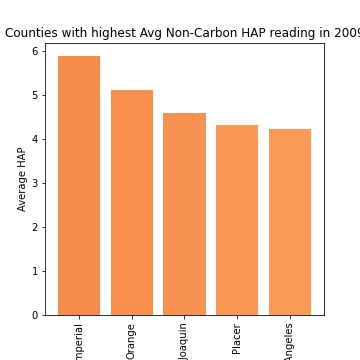 Counties with highest Avg Non-Carbon HAP reading in 2009
6
5
4
3
2
1
0
Average HAP
mperial
Orange
Joaquin
Placer
Angeles